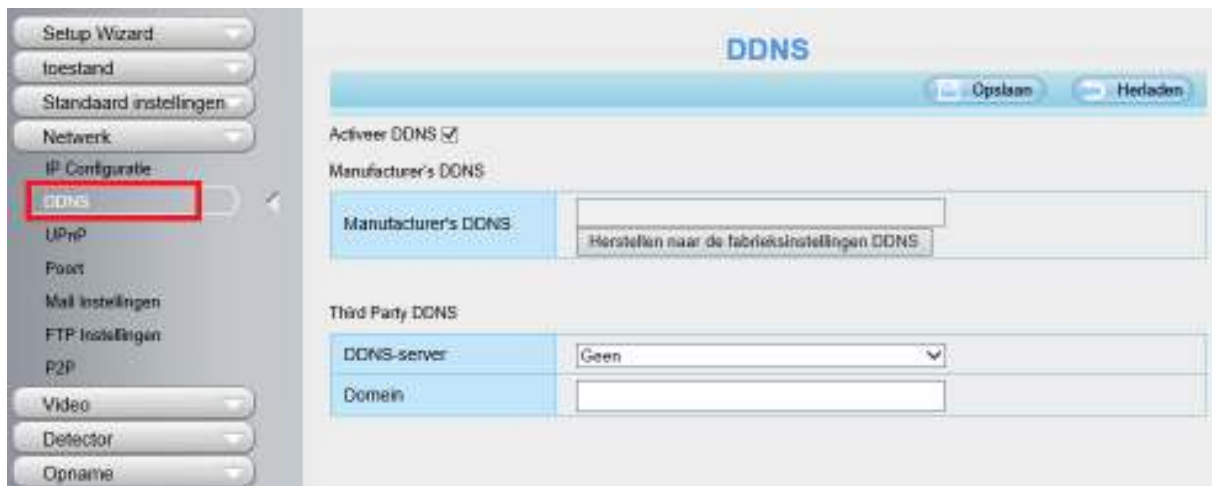 Setup Wizard
toestand
Standaard instellingen
Netwerk
IP Configuratie
DDNS
UPnP
Poort
Mail Instellingen
FTP Instellingen
P2P
Video
Detector
Opname
DDNS
Opslaan
Herladen
Activeer DDNS
Manufacturer's DDNS
Manufacturer's DDNS
Herstellen naar de fabrieksinstellingen DDNS
Third Party DDNS
DDNS-server
Geen
Domein